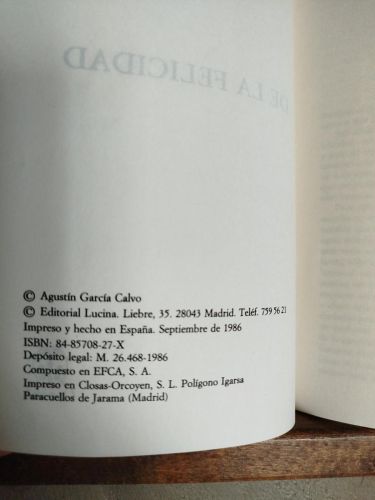 DE LA FELICIDAD
© Agustín García Calvo
© Editorial Lucina. Liebre, 35. 28043 Madrid. Teléf. 759 56 21
Impreso y hecho en España. Septiembre de 1986
ISBN: 84-85708-27-X
Depósito legal: M. 26.468-1986
Compuesto en EFCA, S. A.
Impreso en Closas-Orcoyen, S. L. Polígono Igarsa
Paracuellos de Jarama (Madrid)